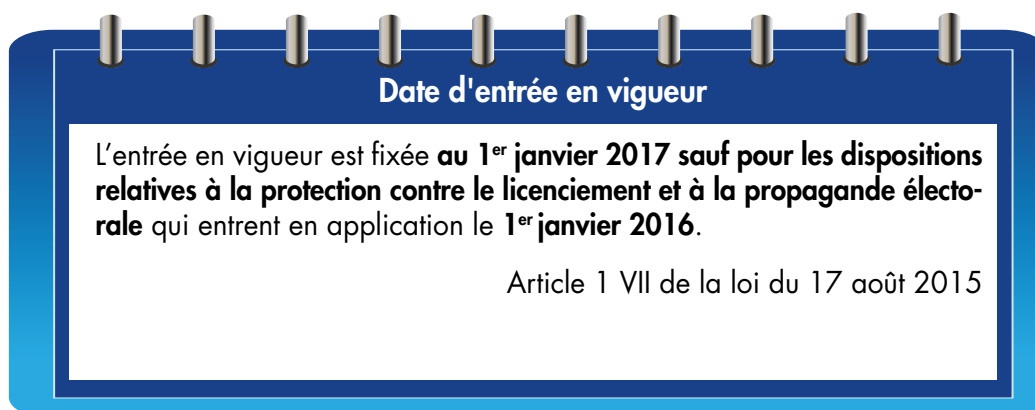 Date d'entrée en vigueur
L’entrée en vigueur est fixée au 1er janvier 2017 sauf pour les dispositions
relatives à la protection contre le licenciement et à la propagande électo-
rale qui entrent en application le 1er janvier 2016.
Article 1 VII de la loi du 17 août 2015